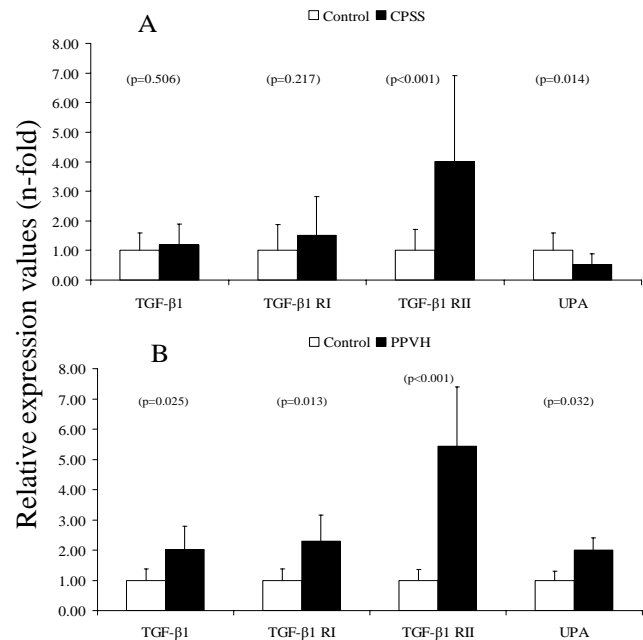 A
Control CPSS
8.00
7.00
6.00
5.00
4.00
3.00
2.00
1.00
0.00
(p=0.506) (p=0.217) (p<0.001) (p=0.014)
TGF-β1 TGF-β1 RI TGF-β1 RII UPA
Relative expression values (n-fold)
B
Control PPVH
8.00
7.00
6.00
5.00
4.00
3.00
2.00
1.00
0.00
(p=0.025) (p=0.013) (p<0.001) (p=0.032)
TGF-β1 TGF-β1 RI TGF-β1 RII UPA